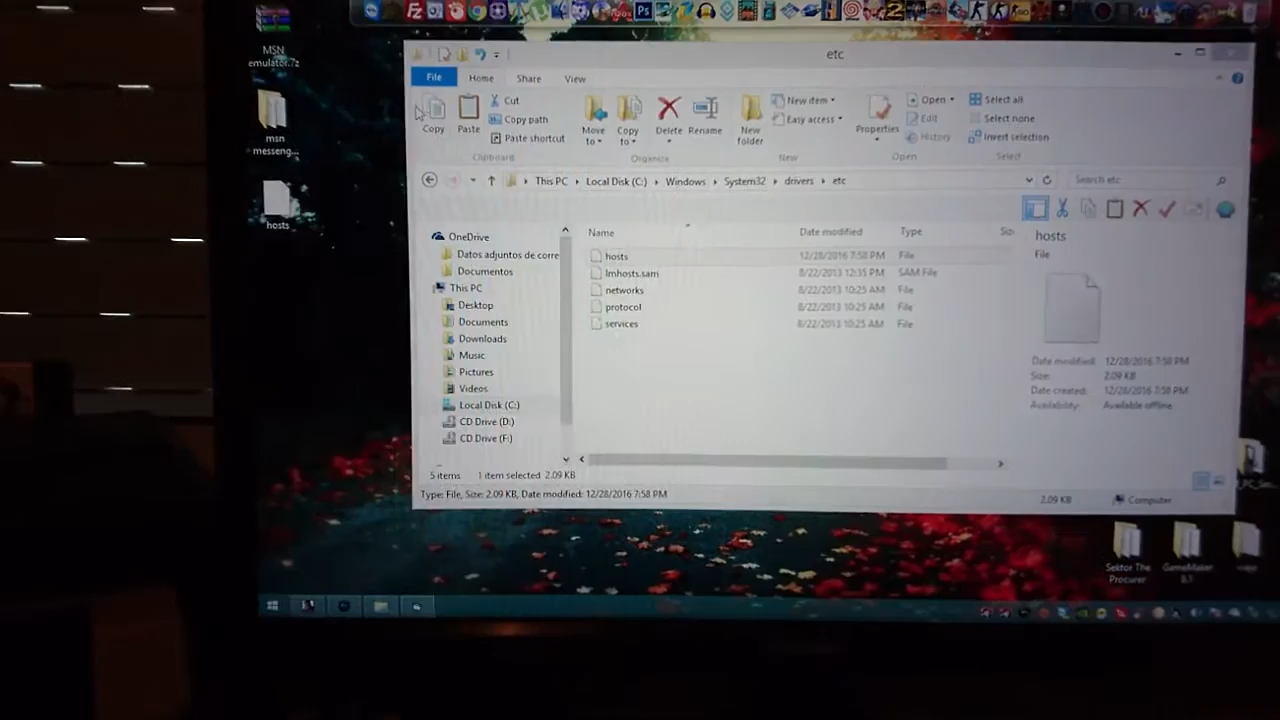 MSN
emulator.7z
msn
messeng...
hosts
etc
File
Home
Share
View
Copy
Paste
Cut
Copy path
Paste shortcut
Clipboard
Move
to
Copy
to
Delete
Rename
Organize
New
folder
New item
Easy access
New
Properties
Open
Edit
History
Open
Select all
Select none
Invert selection
Select
This PC
Local Disk (C:)
Windows
System32
drivers
etc
Search etc
OneDrive
Datos adjuntos de corre
Documentos
This PC
Desktop
Documents
Downloads
Music
Pictures
Videos
Local Disk (C:)
CD Drive (D:)
CD Drive (F:)
Name Date modified Type
hosts 12/28/2016 7:58 PM File
lmhosts.sam 8/22/2013 12:35 PM SAM File
networks 8/22/2013 10:25 AM File
protocol 8/22/2013 10:25 AM File
services 8/22/2013 10:25 AM File
hosts
File
Date modified: 12/28/2016 7:58 PM
Size: 2.09 KB
Date created: 12/28/2016 7:58 PM
Availability: Available offline
5 items 1 item selected 2.09 KB
Type: File, Size: 2.09 KB, Date modified: 12/28/2016 7:58 PM
2.09 KB
Computer
Sektor The
Procurer
GameMaker
8.1